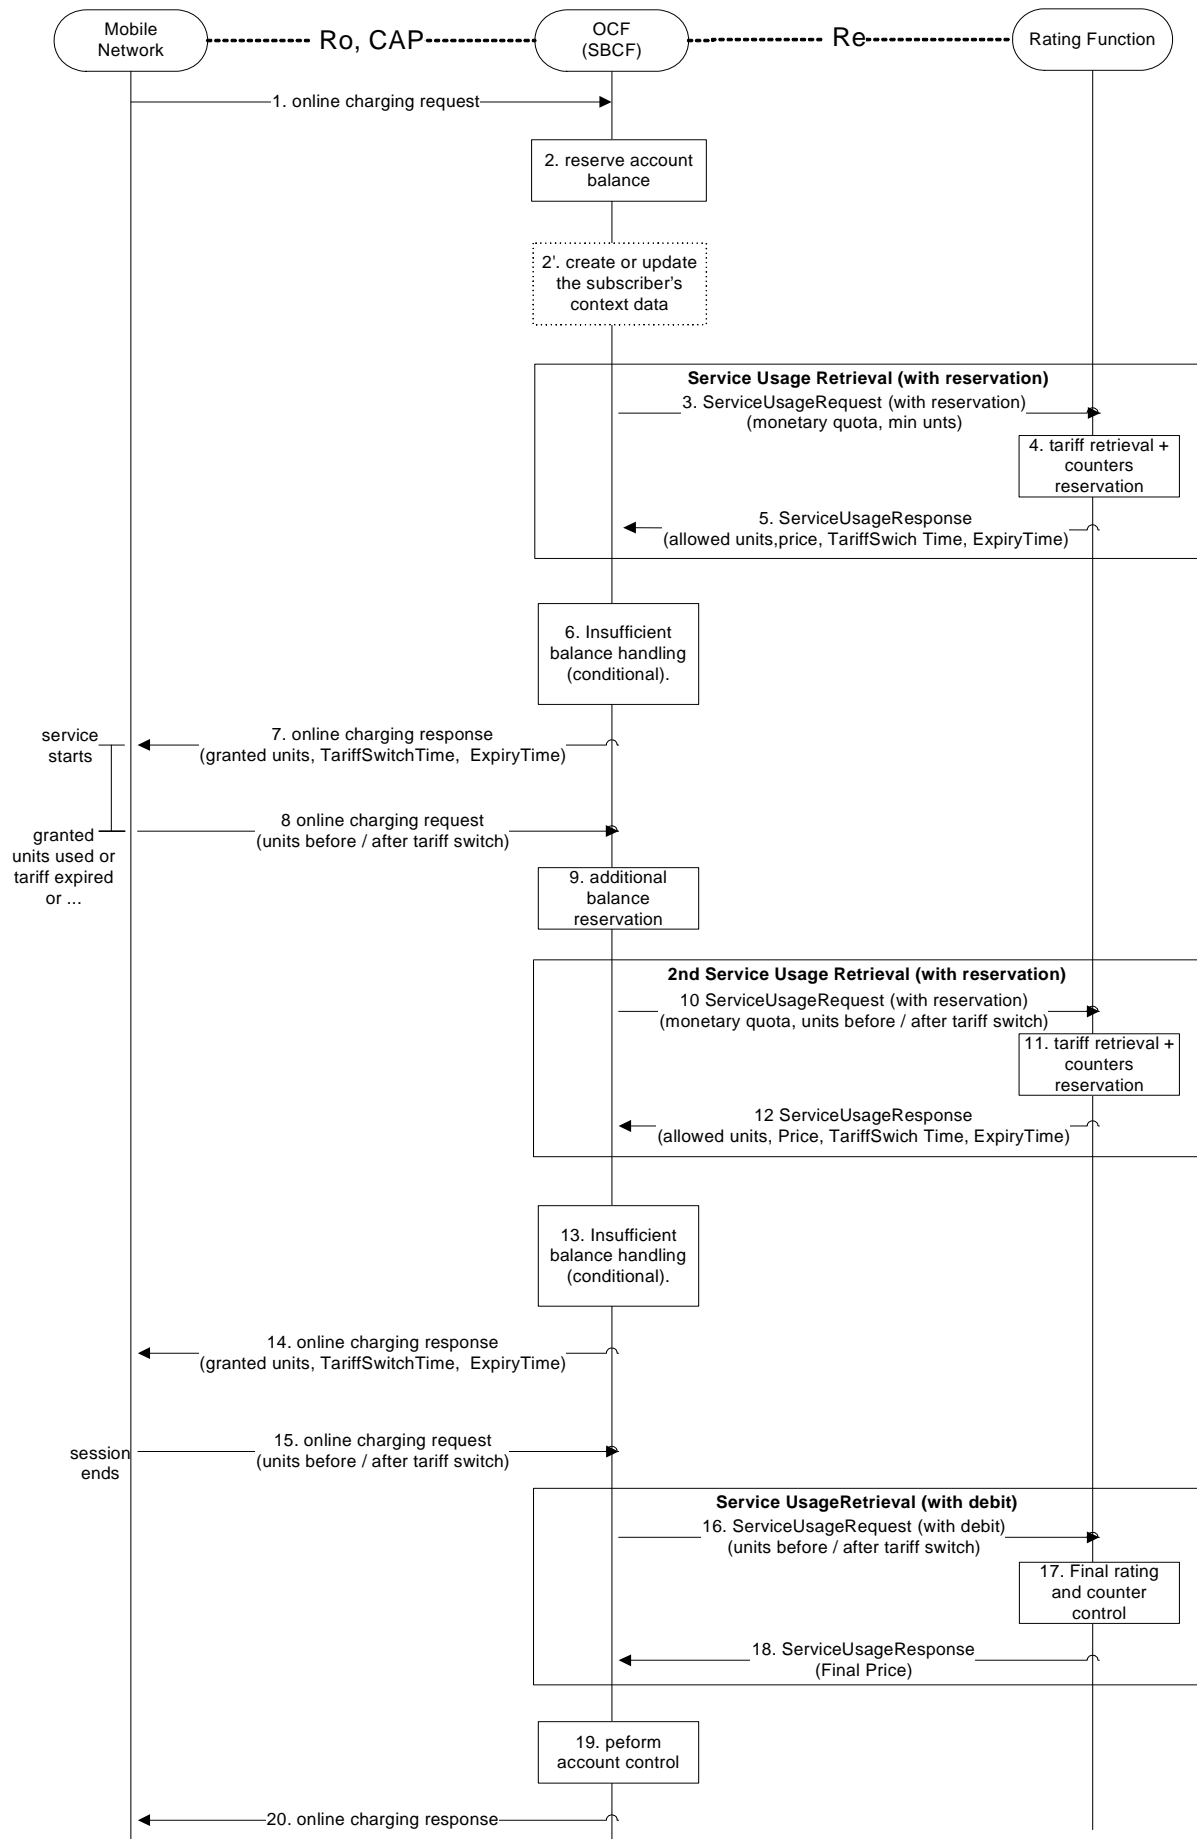 Mobile
Network
Ro, CAP
OCF
(SBCF)
Re
Rating Function
1. online charging request
2. reserve account
balance
2'. create or update
the subscriber's
context data
Service Usage Retrieval (with reservation)
3. ServiceUsageRequest (with reservation)
(monetary quota, min unts)
4. tariff retrieval +
counters
reservation
5. ServiceUsageResponse
(allowed units,price, TariffSwich Time, ExpiryTime)
6. Insufficient
balance handling
(conditional).
service
starts
7. online charging response
(granted units, TariffSwitchTime, ExpiryTime)
8 online charging request
(units before / after tariff switch)
granted
units used or
tariff expired
or ...
9. additional
balance
reservation
2nd Service Usage Retrieval (with reservation)
10 ServiceUsageRequest (with reservation)
(monetary quota, units before / after tariff switch)
11. tariff retrieval +
counters
reservation
12 ServiceUsageResponse
(allowed units, Price, TariffSwich Time, ExpiryTime)
13. Insufficient
balance handling
(conditional).
14. online charging response
(granted units, TariffSwitchTime, ExpiryTime)
session
ends
15. online charging request
(units before / after tariff switch)
Service UsageRetrieval (with debit)
16. ServiceUsageRequest (with debit)
(units before / after tariff switch)
17. Final rating
and counter
control
18. ServiceUsageResponse
(Final Price)
19. peform
account control
20. online charging response